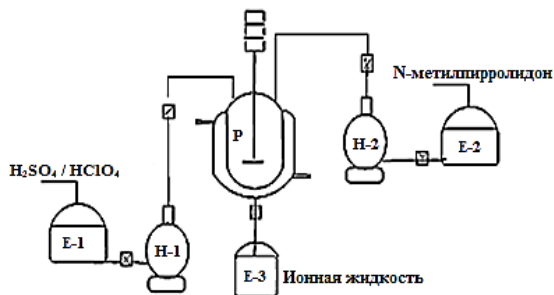 N-метилпирролидон
P
H-2
E-2
H₂SO₄ / HClO₄
E-1
H-1
E-3
Ионная жидкость